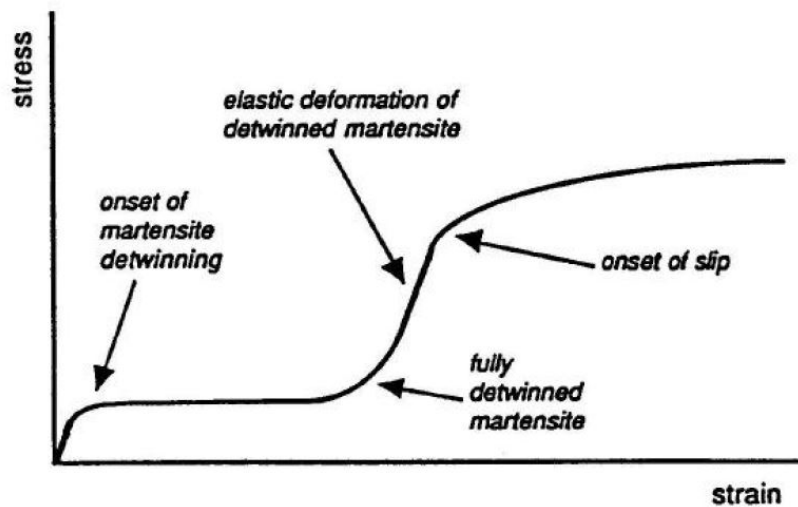 stress
elastic deformation of
detwinned martensite
onset of
martensite
detwinning
onset of slip
fully
detwinned
martensite
strain